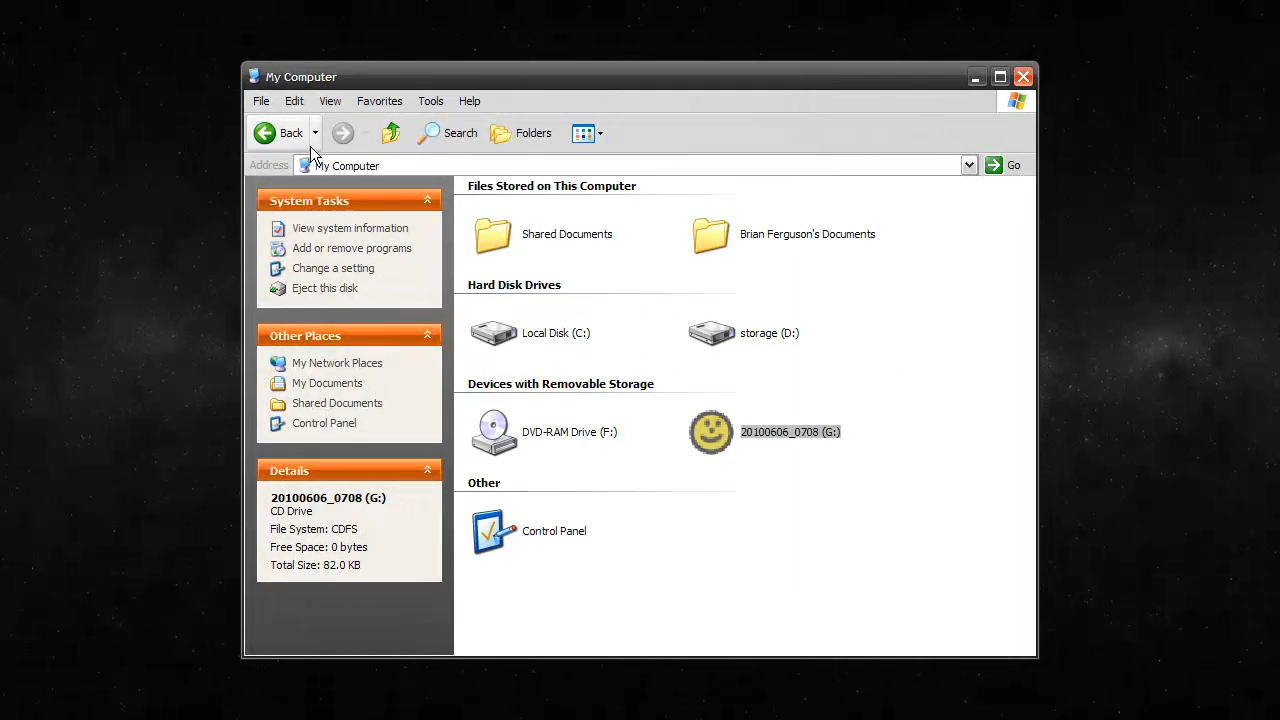 My Computer
File Edit View Favorites Tools Help
Back Search Folders
Address My Computer Go
System Tasks
View system information
Add or remove programs
Change a setting
Eject this disk
Other Places
My Network Places
My Documents
Shared Documents
Control Panel
Details
20100606_0708 (G:)
CD Drive
File System: CDFS
Free Space: 0 bytes
Total Size: 82.0 KB
Files Stored on This Computer
Shared Documents Brian Ferguson's Documents
Hard Disk Drives
Local Disk (C:) storage (D:)
Devices with Removable Storage
DVD-RAM Drive (F:) 20100606_0708 (G:)
Other
Control Panel